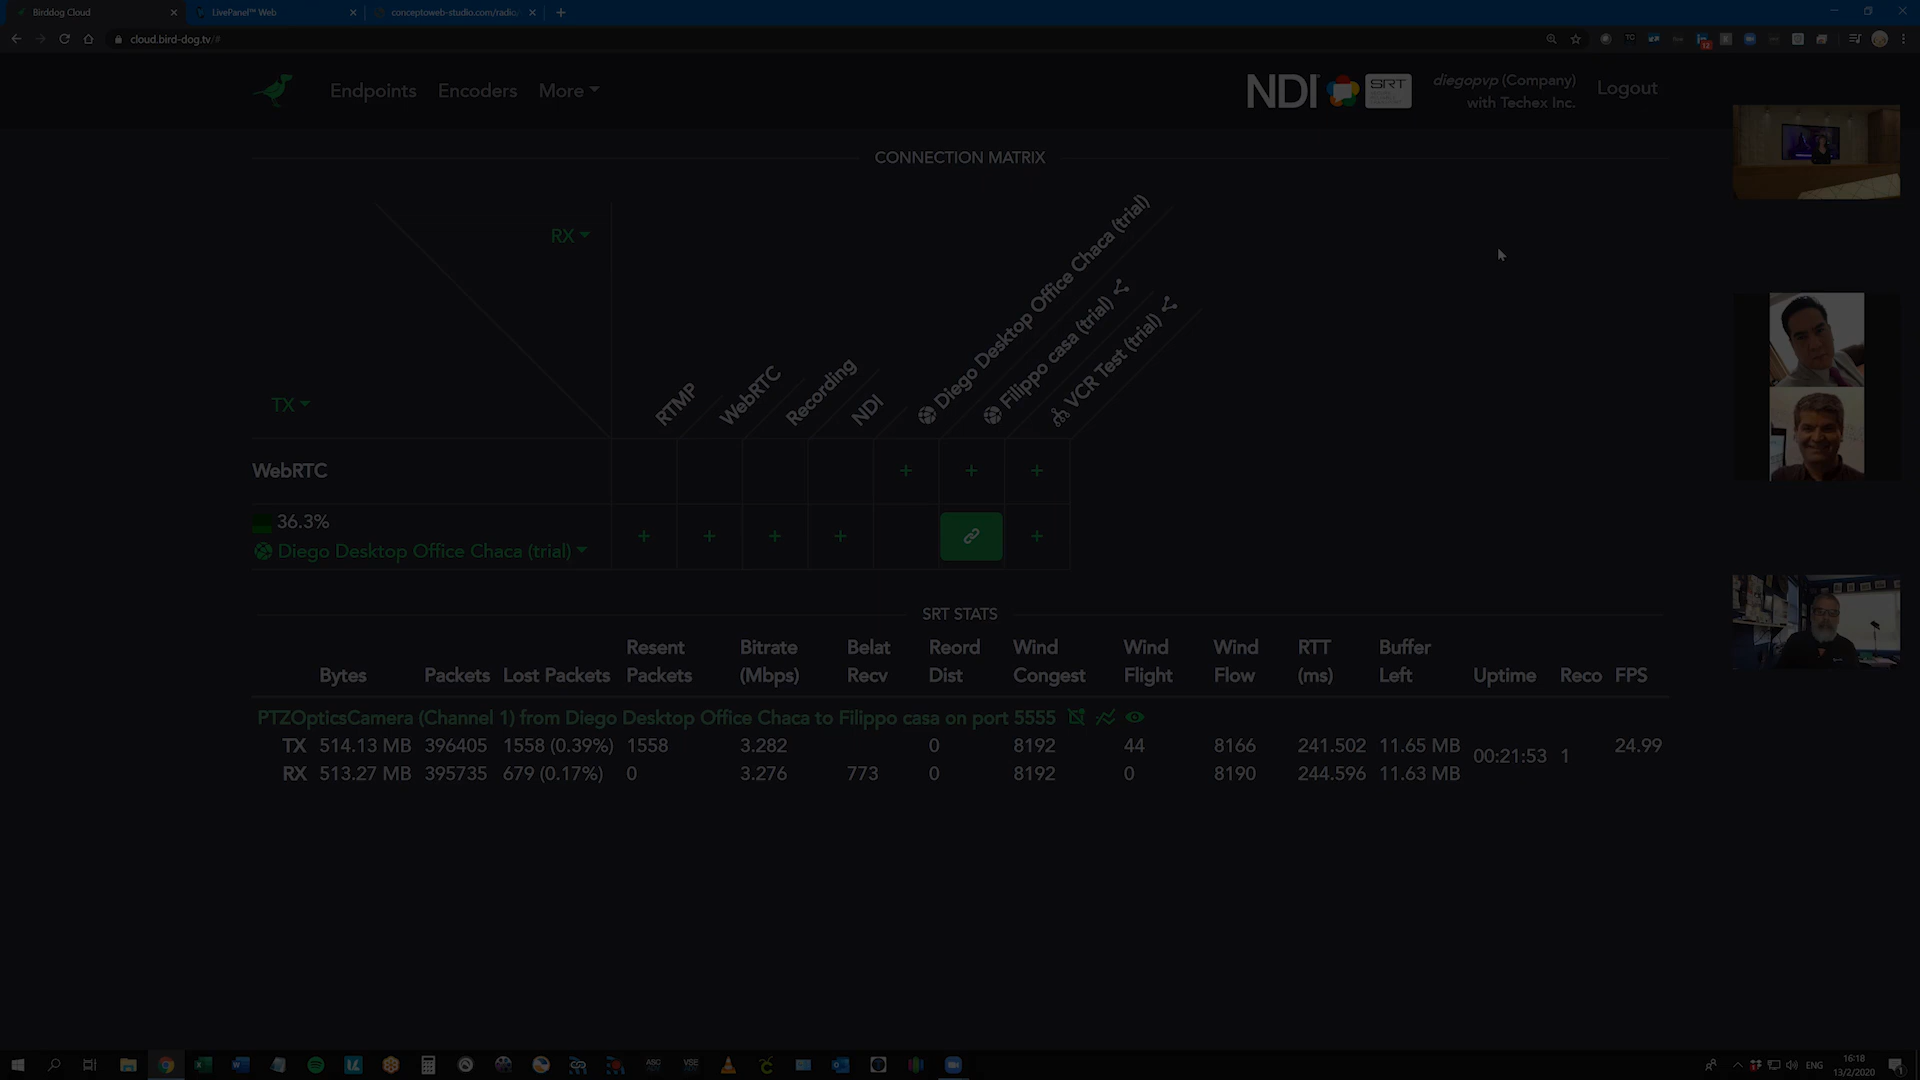 Birddog Cloud
LivePanel™ Web
conceptoweb-studio.com/radio/
cloud.bird-dog.tv/#
Endpoints
Encoders
More
NDI
SRT
diegopvp (Company)
with Techex Inc.
Logout
CONNECTION MATRIX
RX
TX
RTMP
WebRTC
Recording
NDI
Diego Desktop Office Chaca (trial)
Filippo casa (trial)
VCR Test (trial)
WebRTC
+ + +
36.3%
Diego Desktop Office Chaca (trial)
+ + + + +
SRT STATS
Bytes Packets Lost Packets Resent Packets Bitrate (Mbps) Belat Recv Reord Dist Wind Congest Wind Flight Wind Flow RTT (ms) Buffer Left Uptime Reco FPS
PTZOpticsCamera (Channel 1) from Diego Desktop Office Chaca to Filippo casa on port 5555
TX 514.13 MB 396405 1558 (0.39%) 1558 3.282 0 8192 44 8166 241.502 11.65 MB 00:21:53 1 24.99
RX 513.27 MB 395735 679 (0.17%) 0 3.276 773 0 8192 0 8190 244.596 11.63 MB
ENG
16:18
13/2/2020